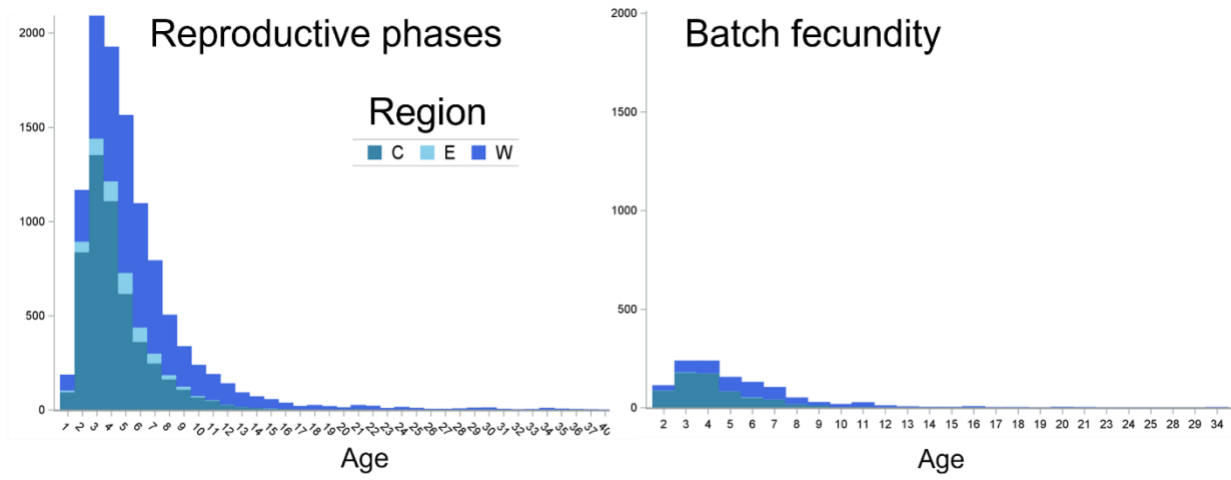 Reproductive phases
2000
1500
1000
500
0
Region
C E W
1 2 3 4 5 6 7 8 9 10 11 12 13 14 15 16 17 18 19 20 21 22 23 24 25 26 27 28 29 30 31 32 33 34 35 36 37 40
Age
Batch fecundity
2000
1500
1000
500
0
2 3 4 5 6 7 8 9 10 11 12 13 14 15 16 17 18 19 20 21 23 24 25 28 29 34
Age